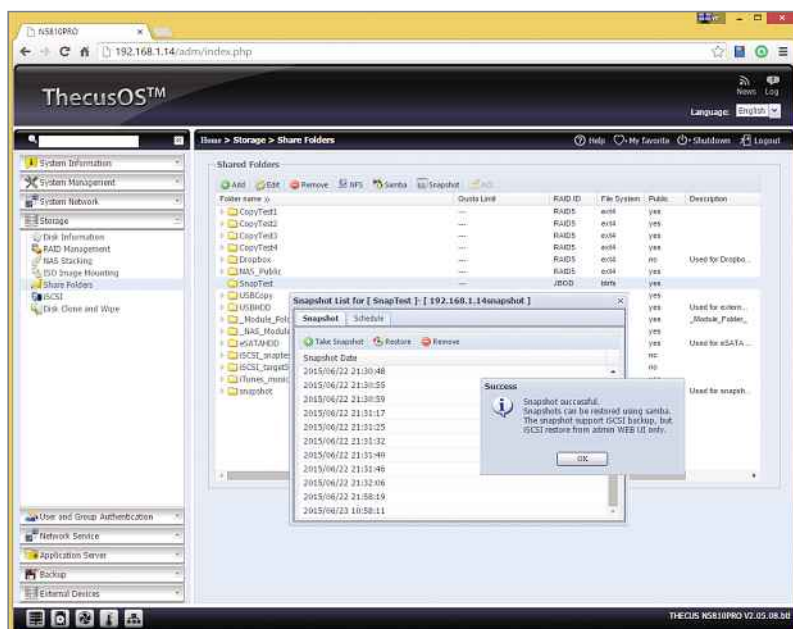 N5810PRO
192.168.1.14/adm/index.php
ThecusOS™
News Log
Language: English
Home > Storage > Share Folders
Help My favorite Shutdown Logout
System Information
System Management
System Network
Storage
Disk Information
RAID Management
NAS Stacking
ISO Image Mounting
Share Folders
iSCSI
Disk Clone and Wipe
User and Group Authentication
Network Service
Application Server
Backup
External Devices
Shared Folders
Add Edit Remove NFS Samba Snapshot ACL
Folder name Quota Limit RAID ID File System Public Description
CopyTest1 --- RAID5 ext4 yes
CopyTest2 --- RAID5 ext4 yes
CopyTest3 --- RAID5 ext4 yes
CopyTest4 --- RAID5 ext4 yes
Dropbox --- RAID5 ext4 no Used for Dropbo...
NAS_Public --- RAID5 ext4 yes
SnapTest --- JBOD btrfs yes
USBCopy yes
USBHDD yes Used for extern...
_Module_Fold yes _Module_Folder_
_NAS_Module yes
eSATAHDD yes Used for eSATA ...
iSCSI_snaptes no
iSCSI_target5 no
iTunes_music
snapshot Used for snapsh...
Snapshot List for [ SnapTest ]- [ 192.168.1.14snapshot ]
Snapshot Schedule
Take Snapshot Restore Remove
Snapshot Date
2015/06/22 21:30:48
2015/06/22 21:30:55
2015/06/22 21:30:59
2015/06/22 21:31:17
2015/06/22 21:31:25
2015/06/22 21:31:32
2015/06/22 21:31:40
2015/06/22 21:31:46
2015/06/22 21:32:06
2015/06/22 21:58:19
2015/06/23 10:58:11
Success
Snapshot successful.
Snapshots can be restored using samba.
The snapshot support iSCSI backup, but
iSCSI restore from admin WEB UI only.
OK
THECUS N5810PRO V2.05.08.btl